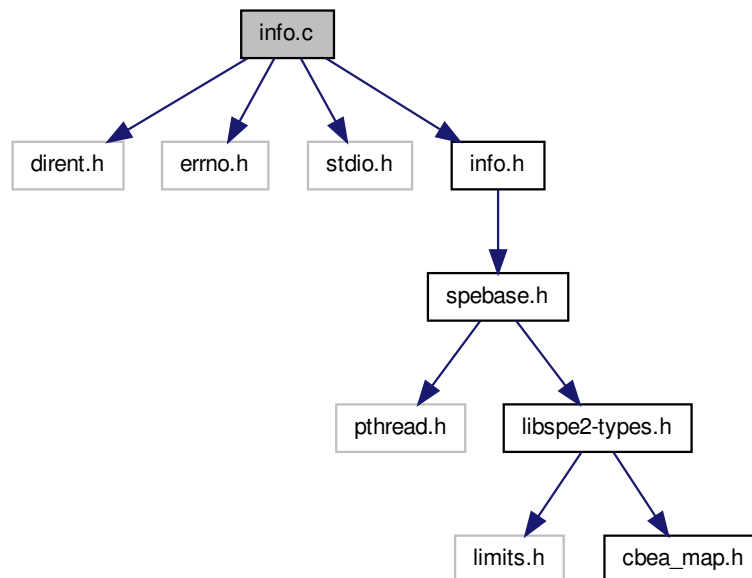 info.c
dirent.h
errno.h
stdio.h
info.h
spebase.h
pthread.h
libspe2-types.h
limits.h
cbea_map.h